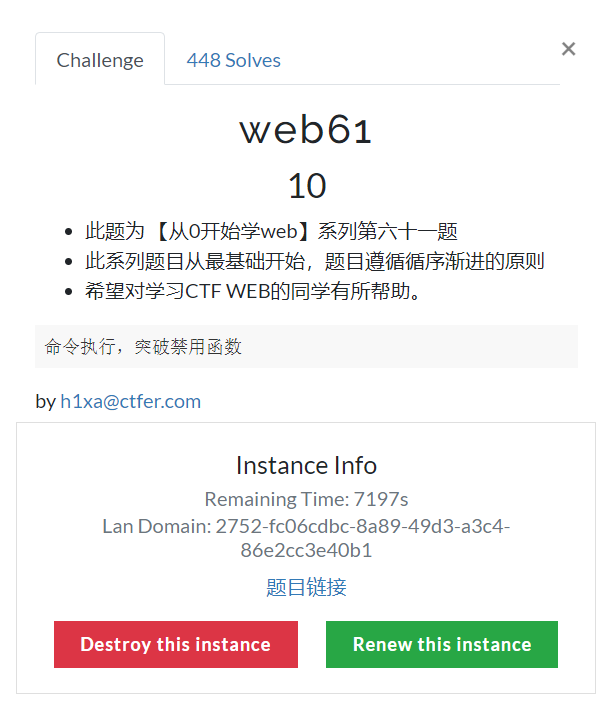 Challenge
448 Solves
×
web61
10
此题为 【从0开始学web】系列第六十一题
此系列题目从最基础开始，题目遵循循序渐进的原则
希望对学习CTF WEB的同学有所帮助。
命令执行，突破禁用函数
by h1xa@ctfer.com
Instance Info
Remaining Time: 7197s
Lan Domain: 2752-fc06cdbc-8a89-49d3-a3c4-
86e2cc3e40b1
题目链接
Destroy this instance
Renew this instance